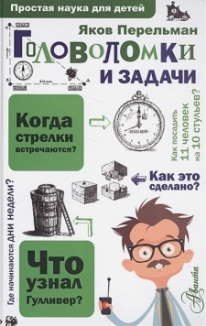 Простая наука для детей
Яков Перельман
Головоломки
и задачи
Когда
стрелки
встречаются?
Как посадить
11 человек
на 10 стульев?
Как это
сделано?
Где начинаются дни недели?
Что
узнал
Гулливер?
Аванта